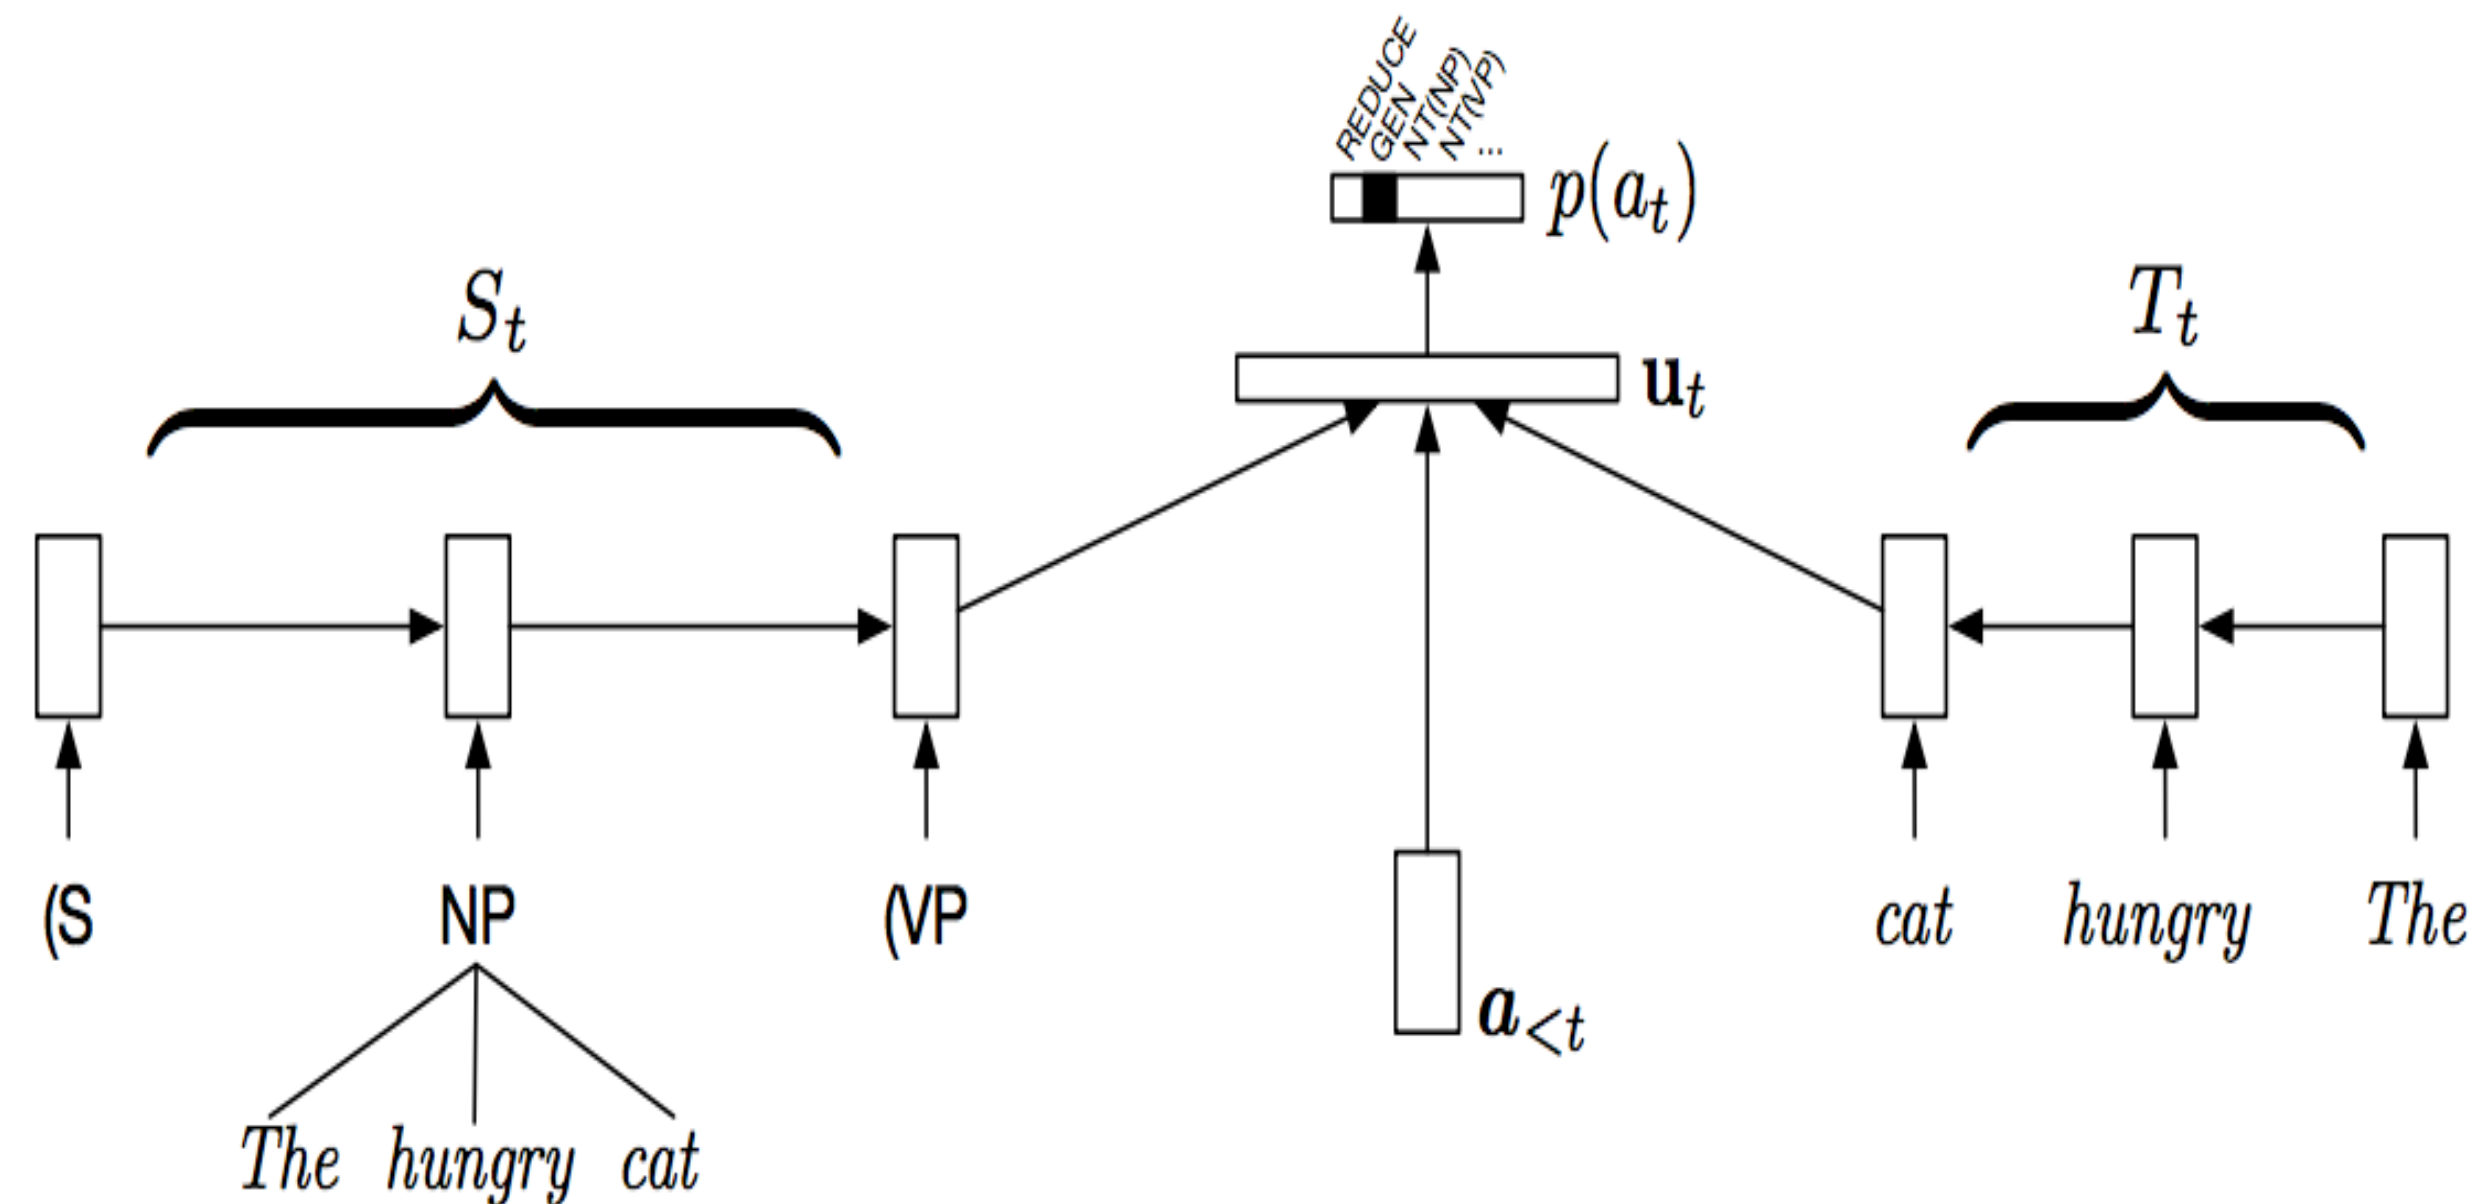 REDUCE
GEN
NT(NP)
NT(VP)
...
p(a_t)
S_t
T_t
u_t
(S NP (VP
cat hungry The
a_{<t}
The hungry cat